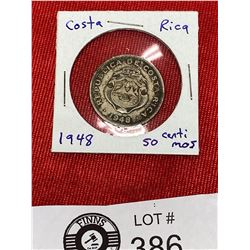 Costa Rica
REPUBLICA DE COSTA RICA
1948
1948 50 centi
mos
FINNS
LOT #
386